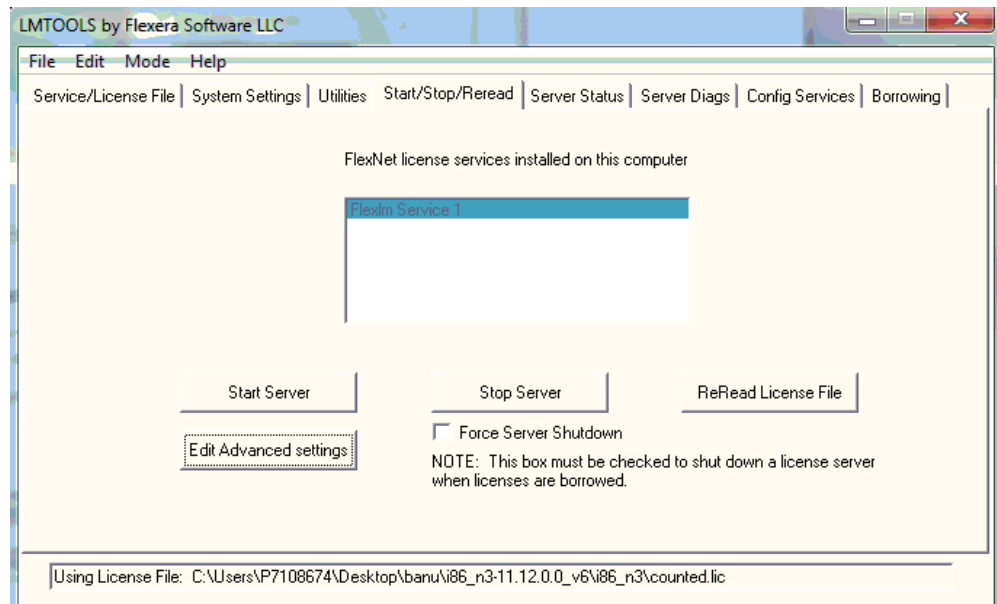 LMTOOLS by Flexera Software LLC
File Edit Mode Help
Service/License File System Settings Utilities Start/Stop/Reread Server Status Server Diags Config Services Borrowing
FlexNet license services installed on this computer
Flexlm Service 1
Start Server Stop Server ReRead License File
Edit Advanced settings Force Server Shutdown
NOTE: This box must be checked to shut down a license server
when licenses are borrowed.
Using License File: C:\Users\P7108674\Desktop\banu\i86_n3-11.12.0.0_v6\i86_n3\counted.lic